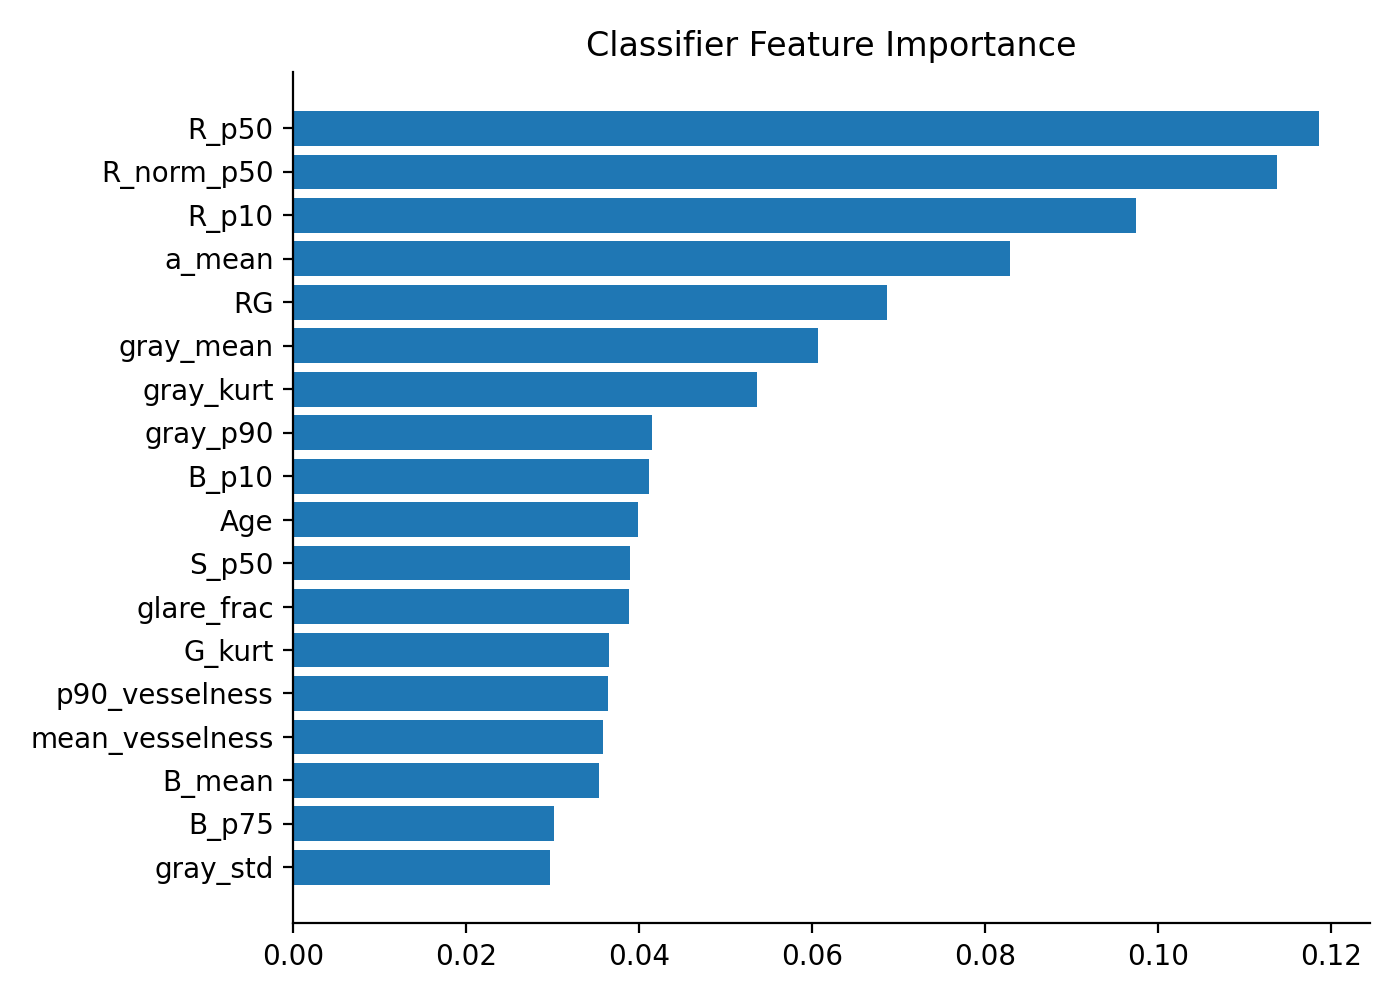 Classifier Feature Importance
R_p50
R_norm_p50
R_p10
a_mean
RG
gray_mean
gray_kurt
gray_p90
B_p10
Age
S_p50
glare_frac
G_kurt
p90_vesselness
mean_vesselness
B_mean
B_p75
gray_std
0.00 0.02 0.04 0.06 0.08 0.10 0.12